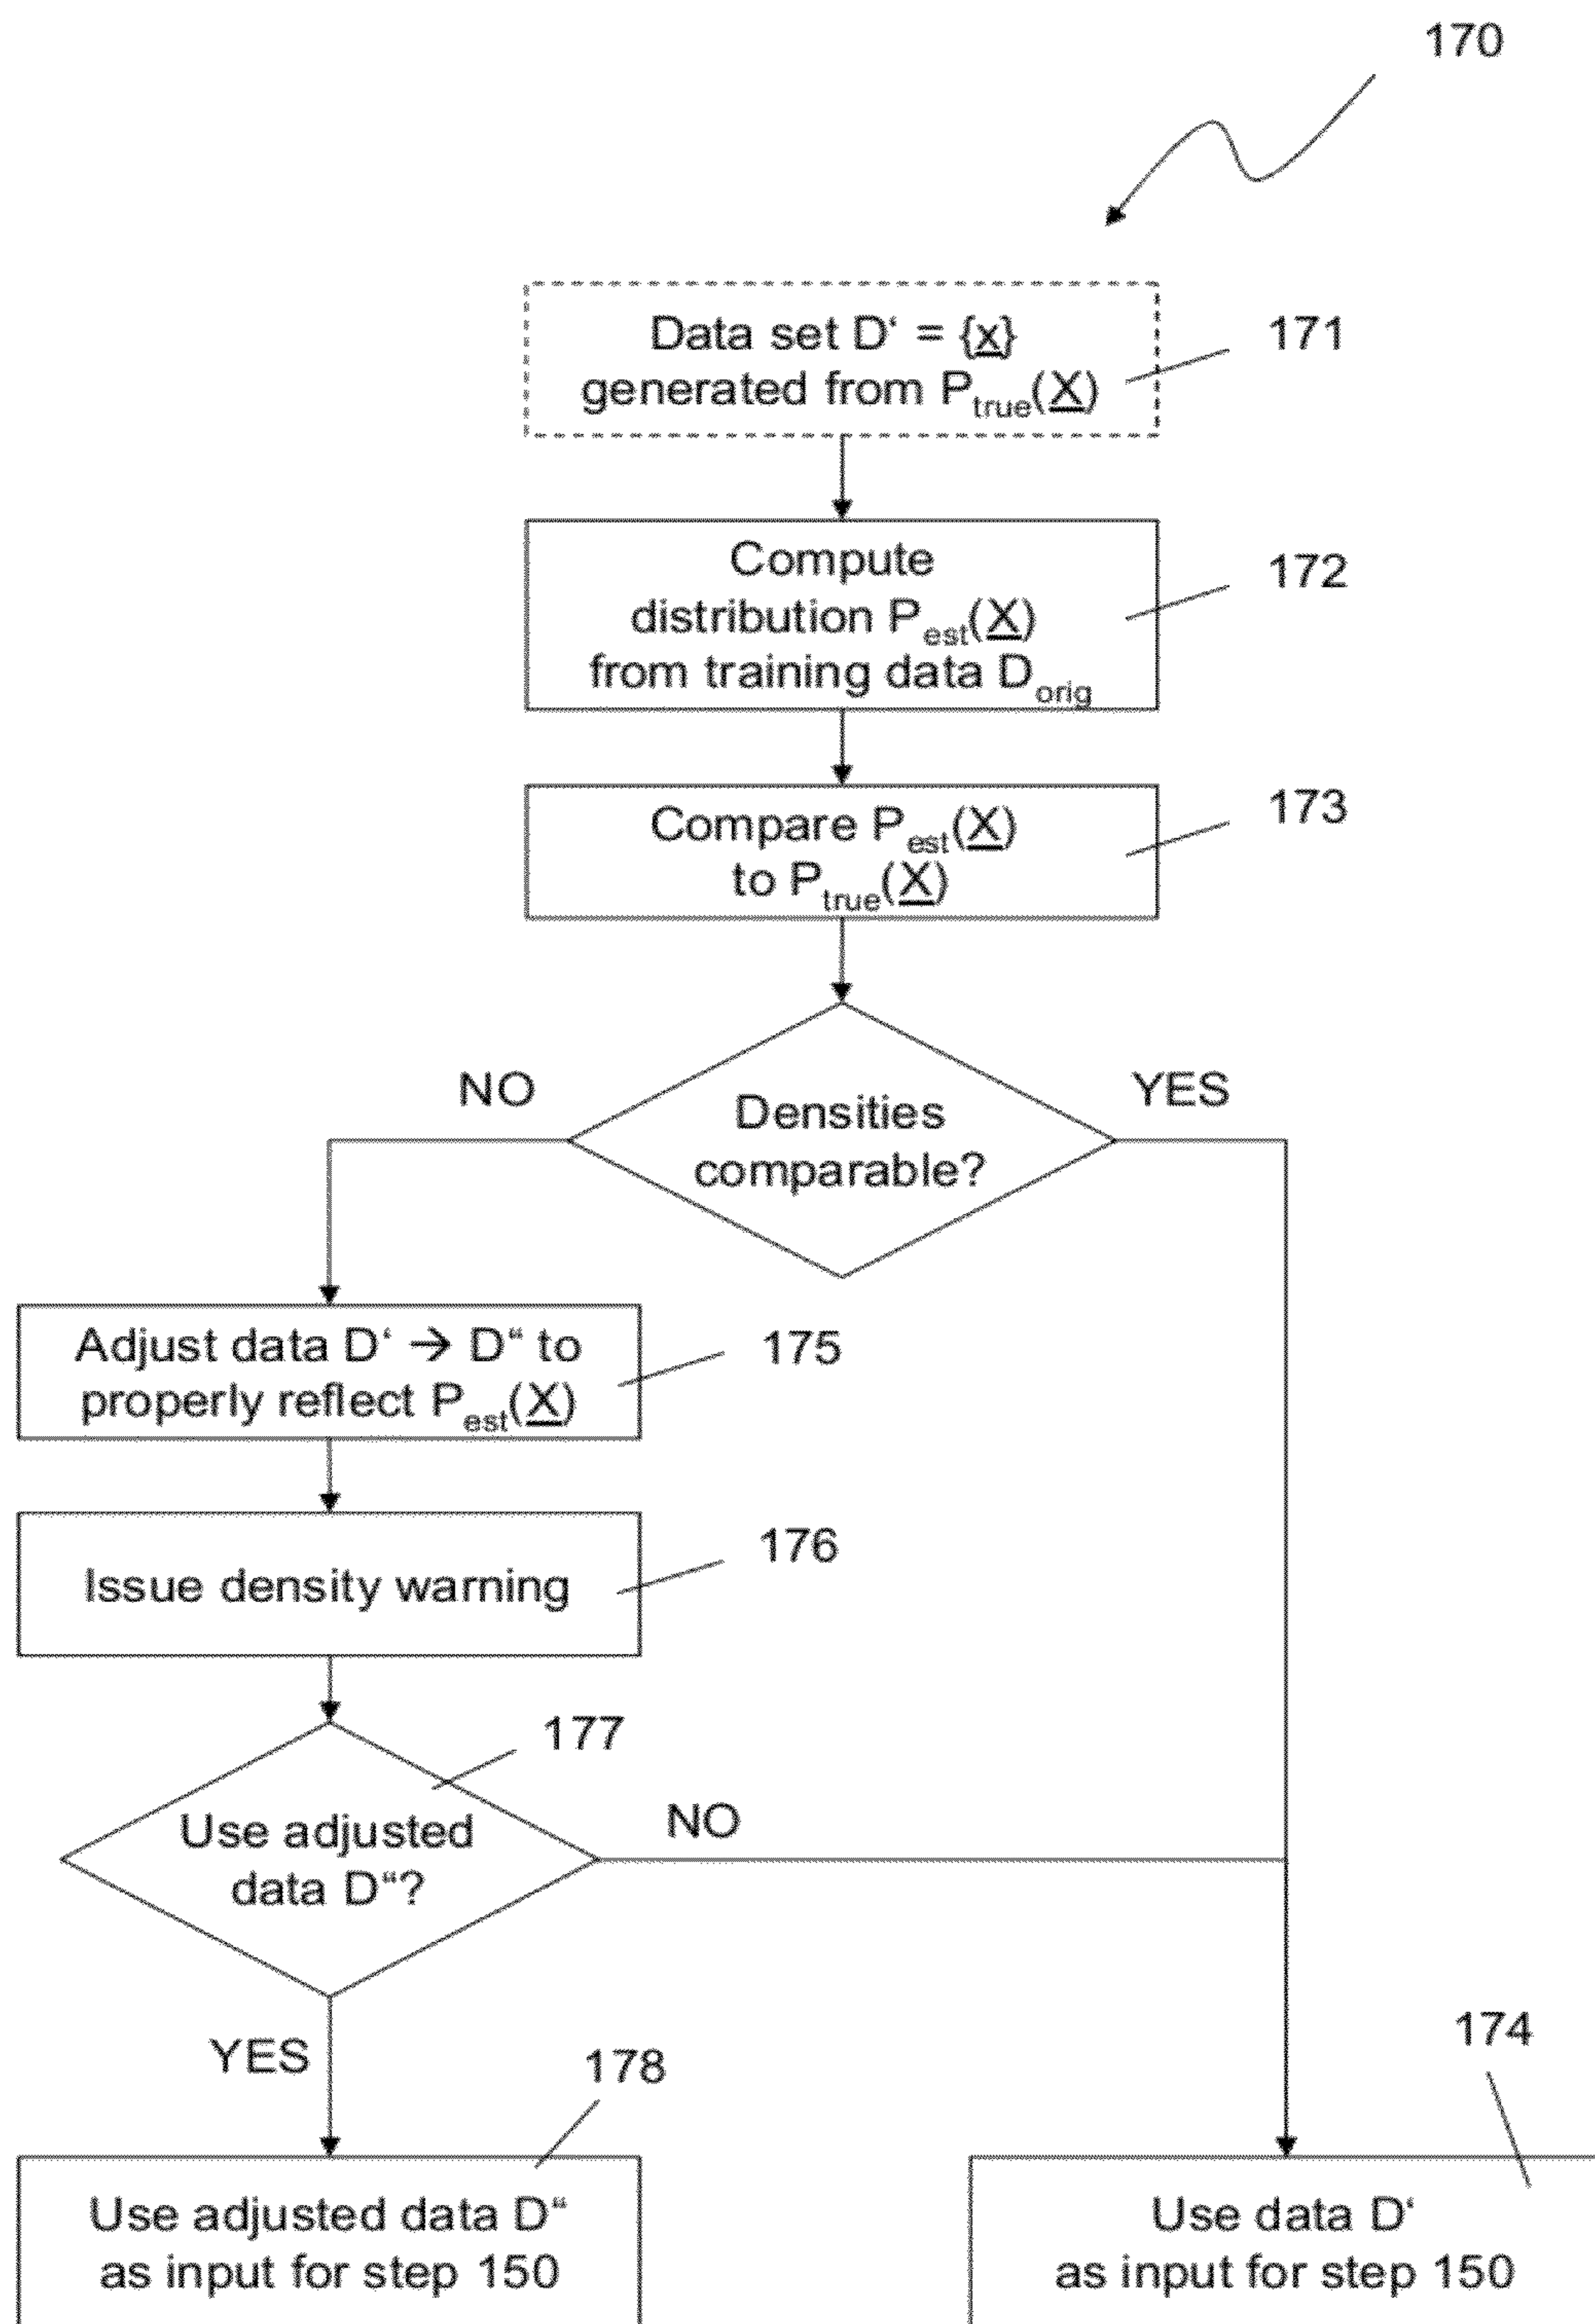 170
Data set D‘ = {x}
generated from Ptrue(X)
171
Compute
distribution Pest(X)
from training data Dorig
172
Compare Pest(X)
to Ptrue(X)
173
NO
YES
Densities
comparable?
Adjust data D‘ → D“ to
properly reflect Pest(X)
175
Issue density warning
176
177
Use adjusted
data D“?
NO
YES
178
174
Use adjusted data D“
as input for step 150
Use data D‘
as input for step 150